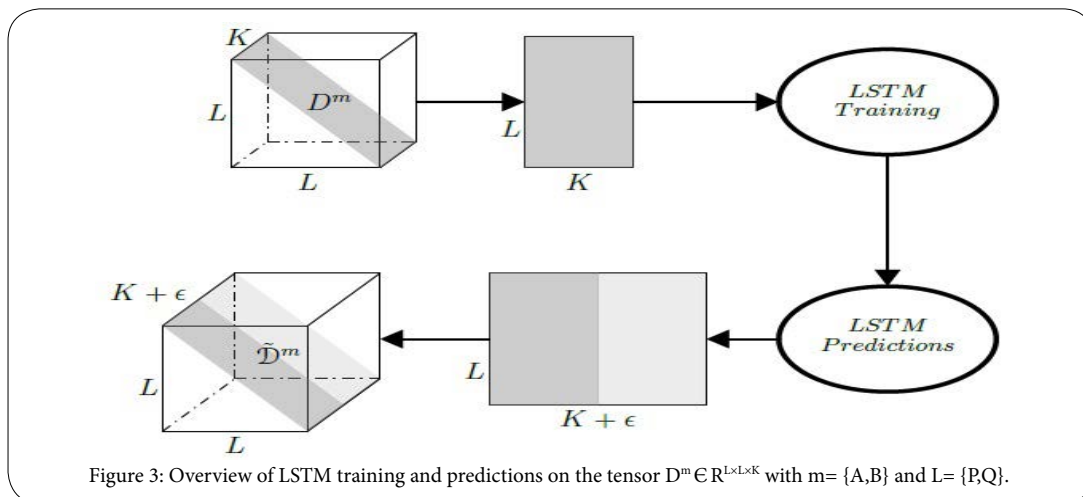 K
L
D^m
L
L
K
LSTM
Training
K + ϵ
L
𝒟̃^m
L
L
K + ϵ
LSTM
Predictions
Figure 3: Overview of LSTM training and predictions on the tensor D^m ∈ R^{L×L×K} with m= {A,B} and L= {P,Q}.